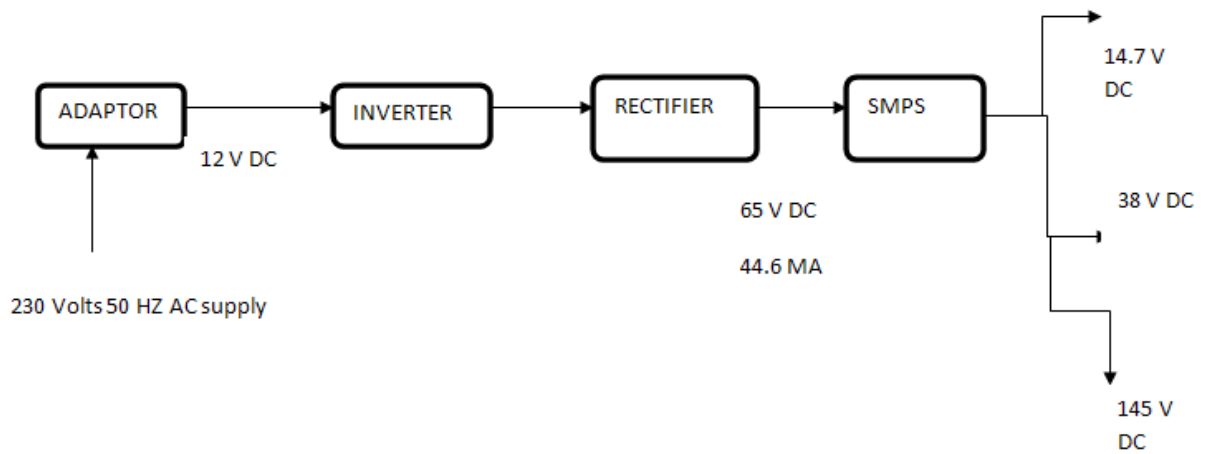 14.7 V
DC
ADAPTOR
INVERTER
RECTIFIER
SMPS
12 V DC
38 V DC
65 V DC
44.6 MA
230 Volts 50 HZ AC supply
145 V
DC